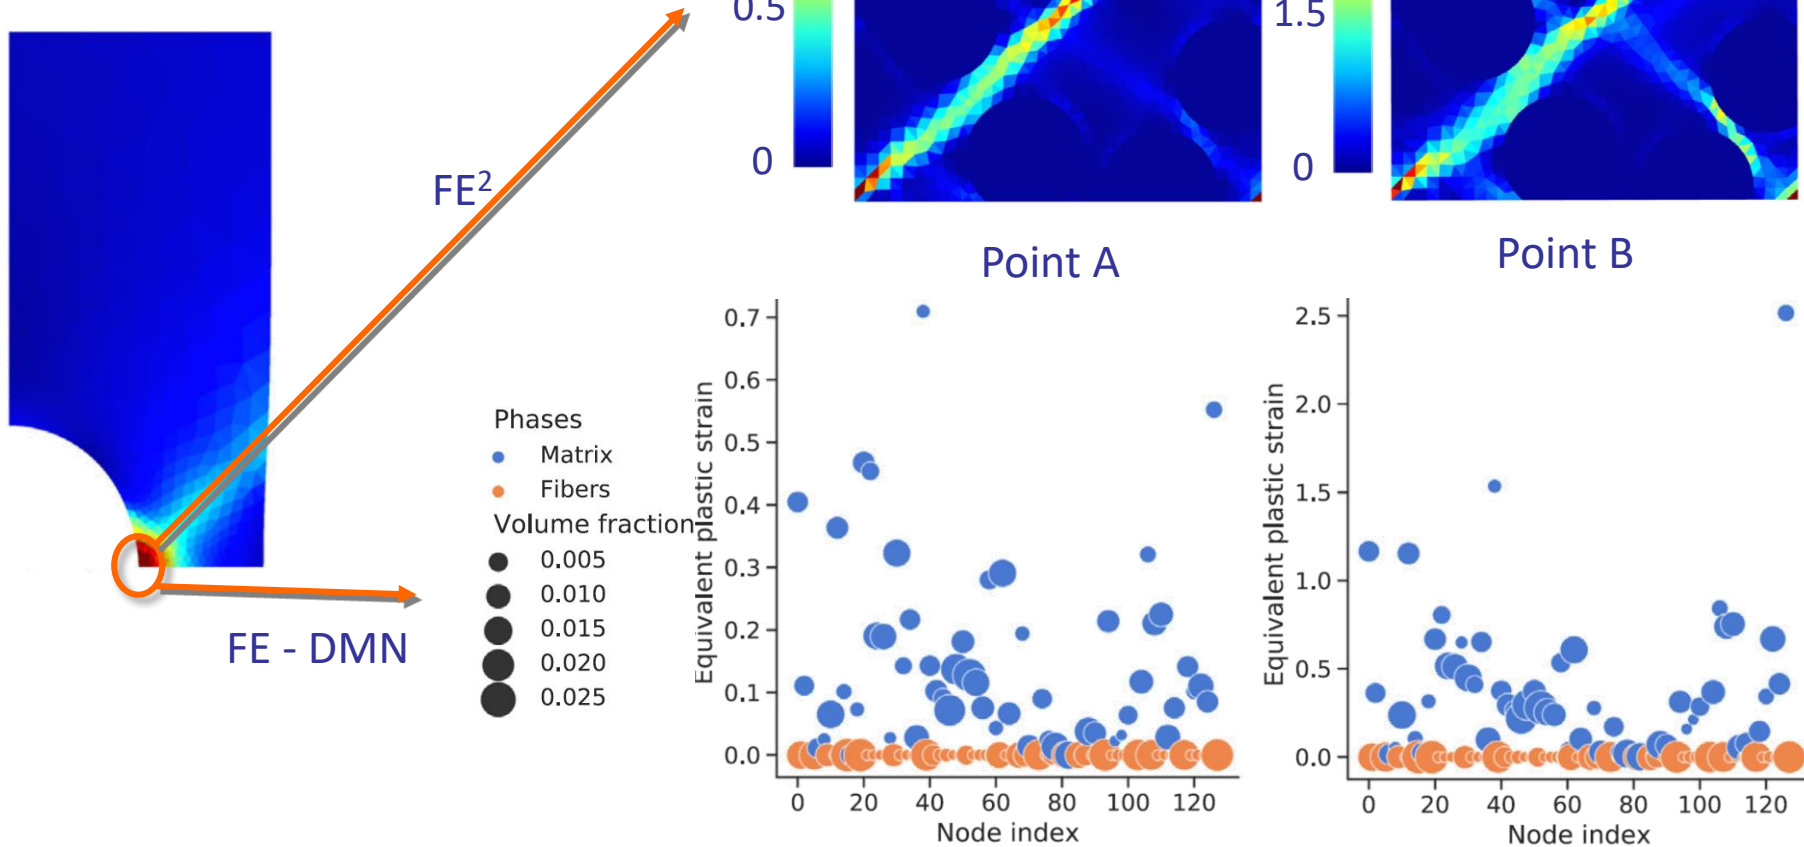 0.5
1.5
0
0
FE2
Point A
Point B
FE - DMN
Phases
Matrix
Fibers
Volume fraction
0.005
0.010
0.015
0.020
0.025
Equivalent plastic strain
0.7
0.6
0.5
0.4
0.3
0.2
0.1
0.0
0 20 40 60 80 100 120
Node index
Equivalent plastic strain
2.5
2.0
1.5
1.0
0.5
0.0
0 20 40 60 80 100 120
Node index